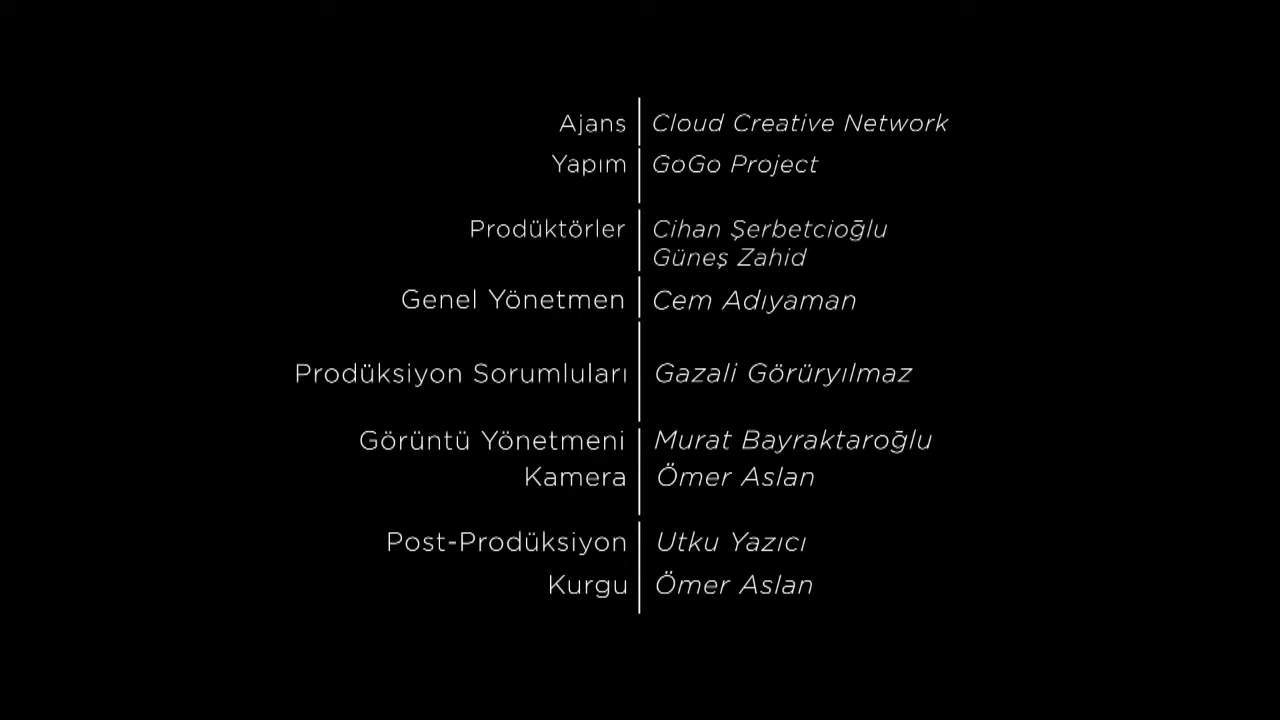 Ajans Cloud Creative Network
Yapım GoGo Project
Prodüktörler Cihan Şerbetcioğlu
Güneş Zahid
Genel Yönetmen Cem Adıyaman
Prodüksiyon Sorumluları Gazali Görüryılmaz
Görüntü Yönetmeni Murat Bayraktaroğlu
Kamera Ömer Aslan
Post-Prodüksiyon Utku Yazıcı
Kurgu Ömer Aslan